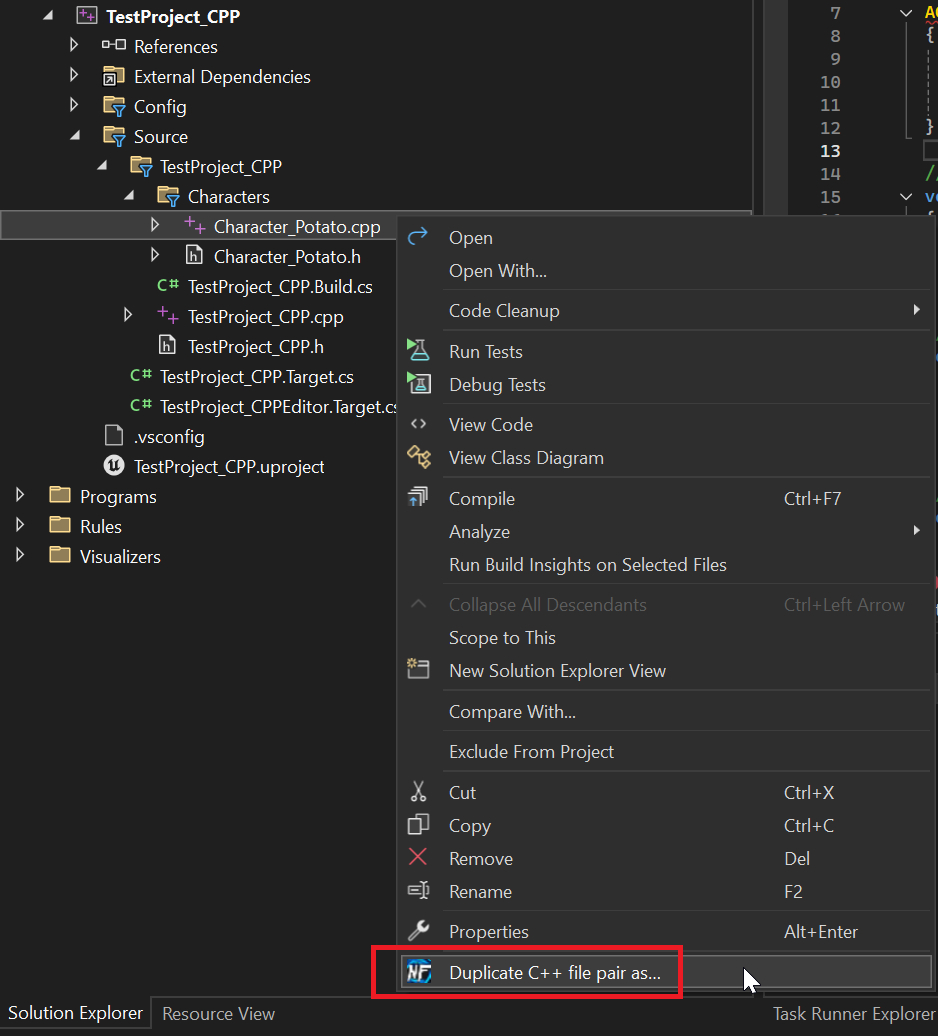 TestProject_CPP
References
External Dependencies
Config
Source
TestProject_CPP
Characters
Character_Potato.cpp
Character_Potato.h
C# TestProject_CPP.Build.cs
TestProject_CPP.cpp
h TestProject_CPP.h
C# TestProject_CPP.Target.cs
C# TestProject_CPPEditor.Target.cs
.vsconfig
TestProject_CPP.uproject
Programs
Rules
Visualizers
7
8 {
9
10
11
12 }
13
14 //
15
Open
Open With...
Code Cleanup
Run Tests
Debug Tests
View Code
View Class Diagram
Compile Ctrl+F7
Analyze
Run Build Insights on Selected Files
Collapse All Descendants Ctrl+Left Arrow
Scope to This
New Solution Explorer View
Compare With...
Exclude From Project
Cut Ctrl+X
Copy Ctrl+C
Remove Del
Rename F2
Properties Alt+Enter
NF Duplicate C++ file pair as...
Solution Explorer Resource View Task Runner Explorer